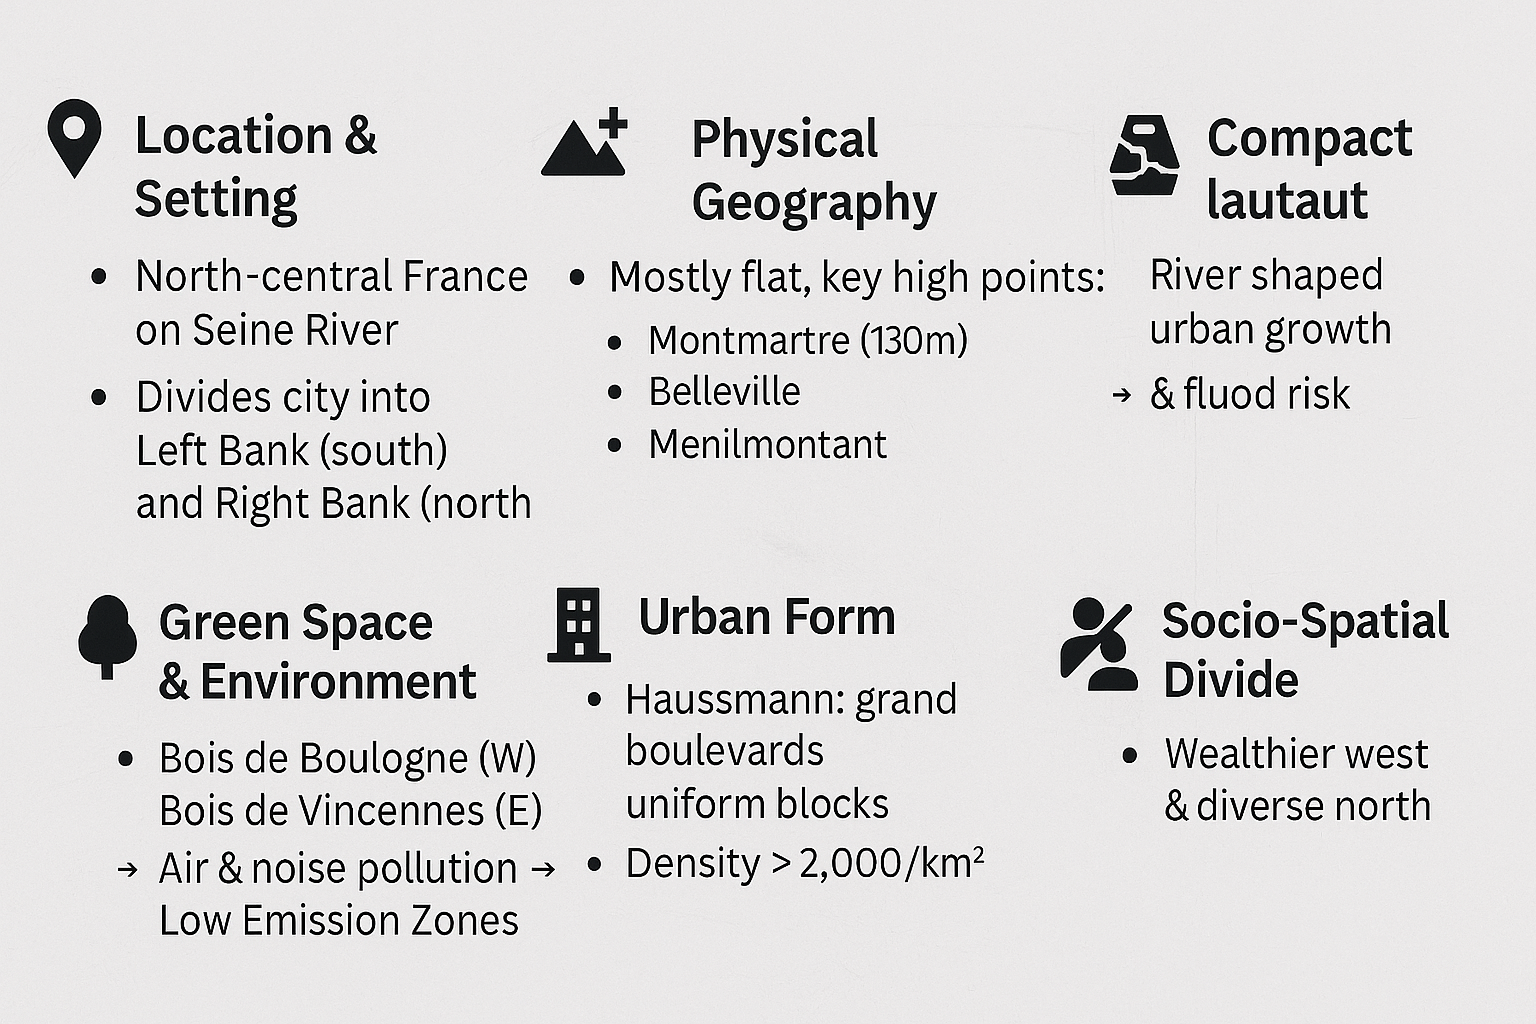 Location &
Setting
• North-central France
on Seine River
• Divides city into
Left Bank (south)
and Right Bank (north
Physical
Geography
• Mostly flat, key high points:
• Montmartre (130m)
• Belleville
• Menilmontant
Compact
lautaut
River shaped
urban growth
→ & fluod risk
Green Space
& Environment
• Bois de Boulogne (W)
Bois de Vincennes (E)
→ Air & noise pollution →
Low Emission Zones
Urban Form
• Haussmann: grand
boulevards
uniform blocks
• Density > 2,000/km²
Socio-Spatial
Divide
• Wealthier west
& diverse north